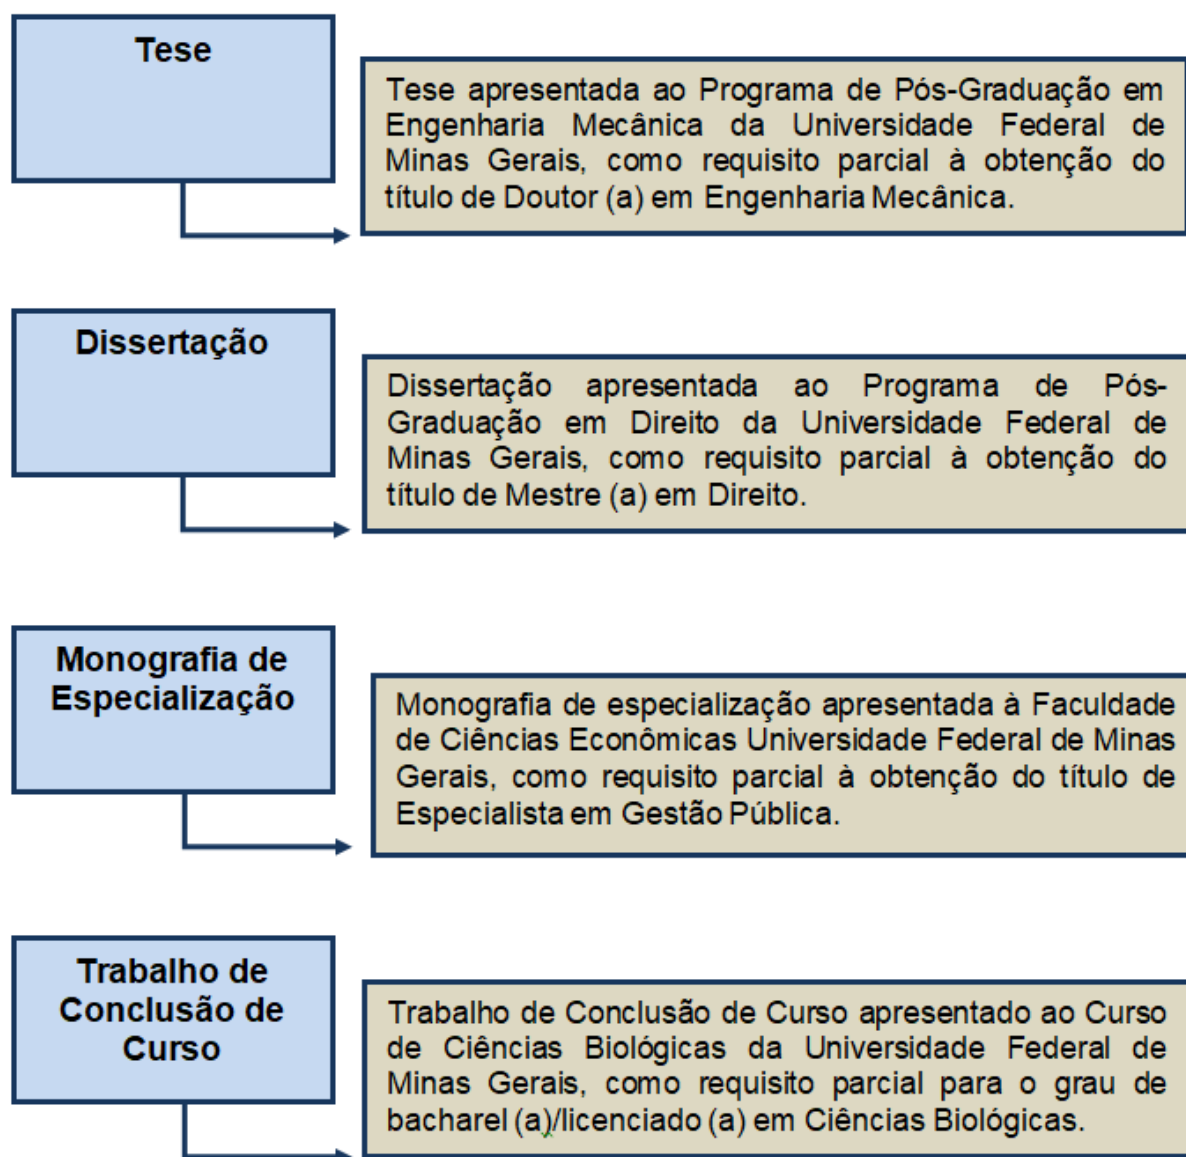 Tese
Tese apresentada ao Programa de Pós-Graduação em
Engenharia Mecânica da Universidade Federal de
Minas Gerais, como requisito parcial à obtenção do
título de Doutor (a) em Engenharia Mecânica.
Dissertação
Dissertação apresentada ao Programa de Pós-
Graduação em Direito da Universidade Federal de
Minas Gerais, como requisito parcial à obtenção do
título de Mestre (a) em Direito.
Monografia de
Especialização
Monografia de especialização apresentada à Faculdade
de Ciências Econômicas Universidade Federal de Minas
Gerais, como requisito parcial à obtenção do título de
Especialista em Gestão Pública.
Trabalho de
Conclusão de
Curso
Trabalho de Conclusão de Curso apresentado ao Curso
de Ciências Biológicas da Universidade Federal de
Minas Gerais, como requisito parcial para o grau de
bacharel (a)/licenciado (a) em Ciências Biológicas.